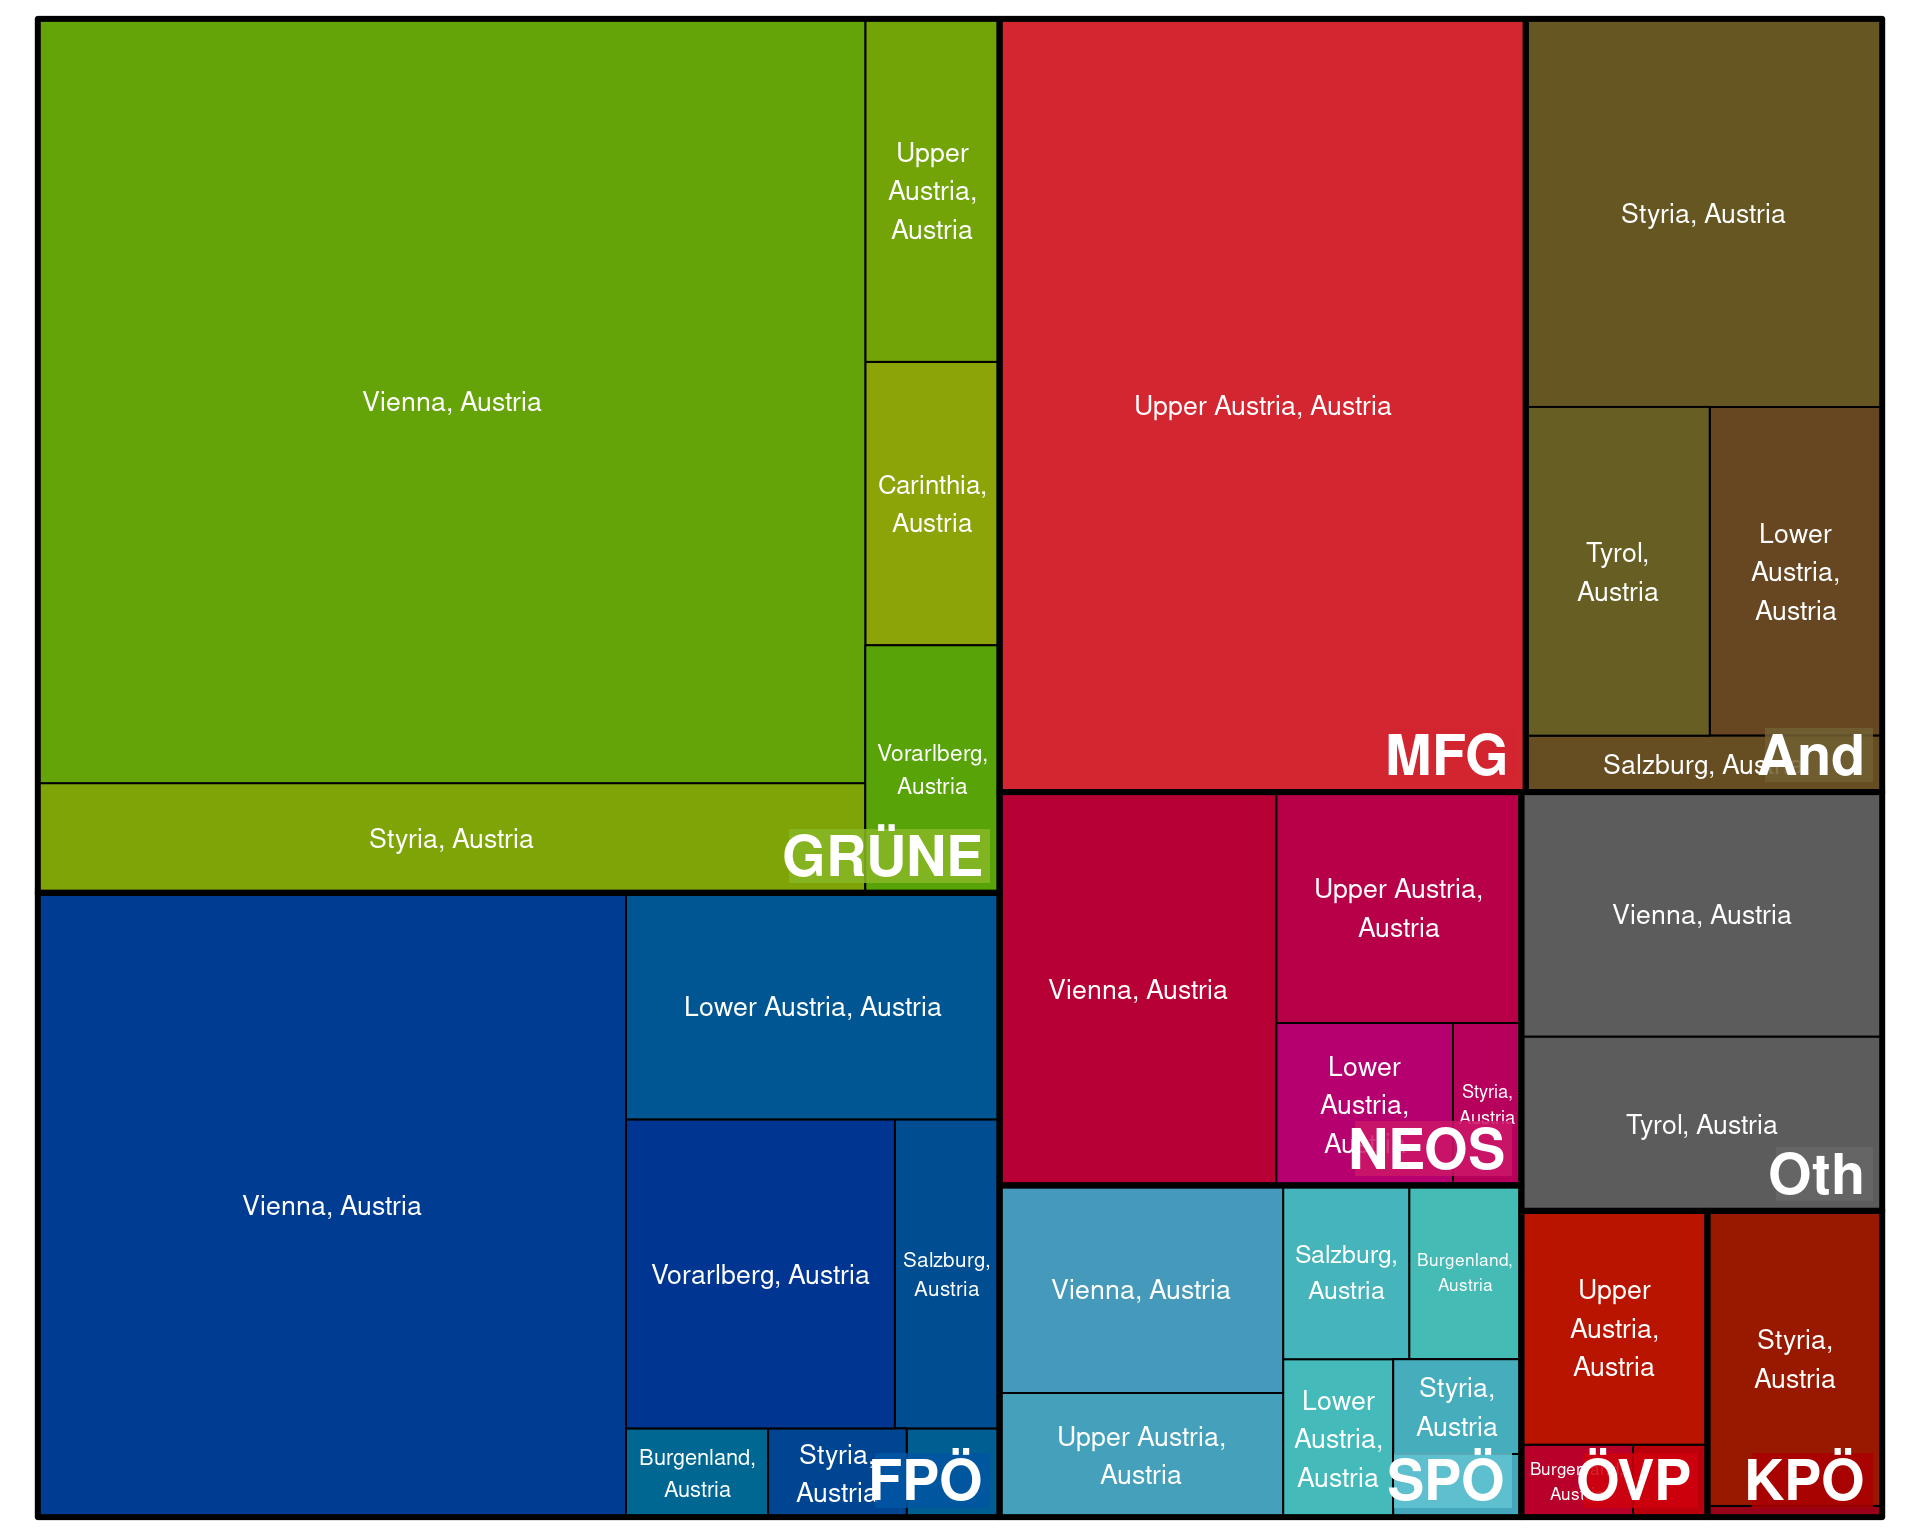 Vienna, Austria
Upper
Austria,
Austria
Carinthia,
Austria
Vorarlberg,
Austria
Styria, Austria
GRÜNE
Upper Austria, Austria
MFG
Styria, Austria
Tyrol,
Austria
Lower
Austria,
Austria
Salzburg,
And
Vienna, Austria
Lower Austria, Austria
Vorarlberg, Austria
Salzburg,
Austria
Burgenland,
Austria
Styria,
Austria
FPÖ
Vienna, Austria
Upper Austria,
Austria
Lower
Austria,
Styria,
Austria
NEOS
Vienna, Austria
Tyrol, Austria
Oth
Vienna, Austria
Upper Austria,
Austria
Salzburg,
Austria
Burgenland,
Austria
Lower
Austria,
Austria
Styria,
Austria
SPÖ
Upper
Austria,
Austria
ÖVP
Styria,
Austria
KPÖ